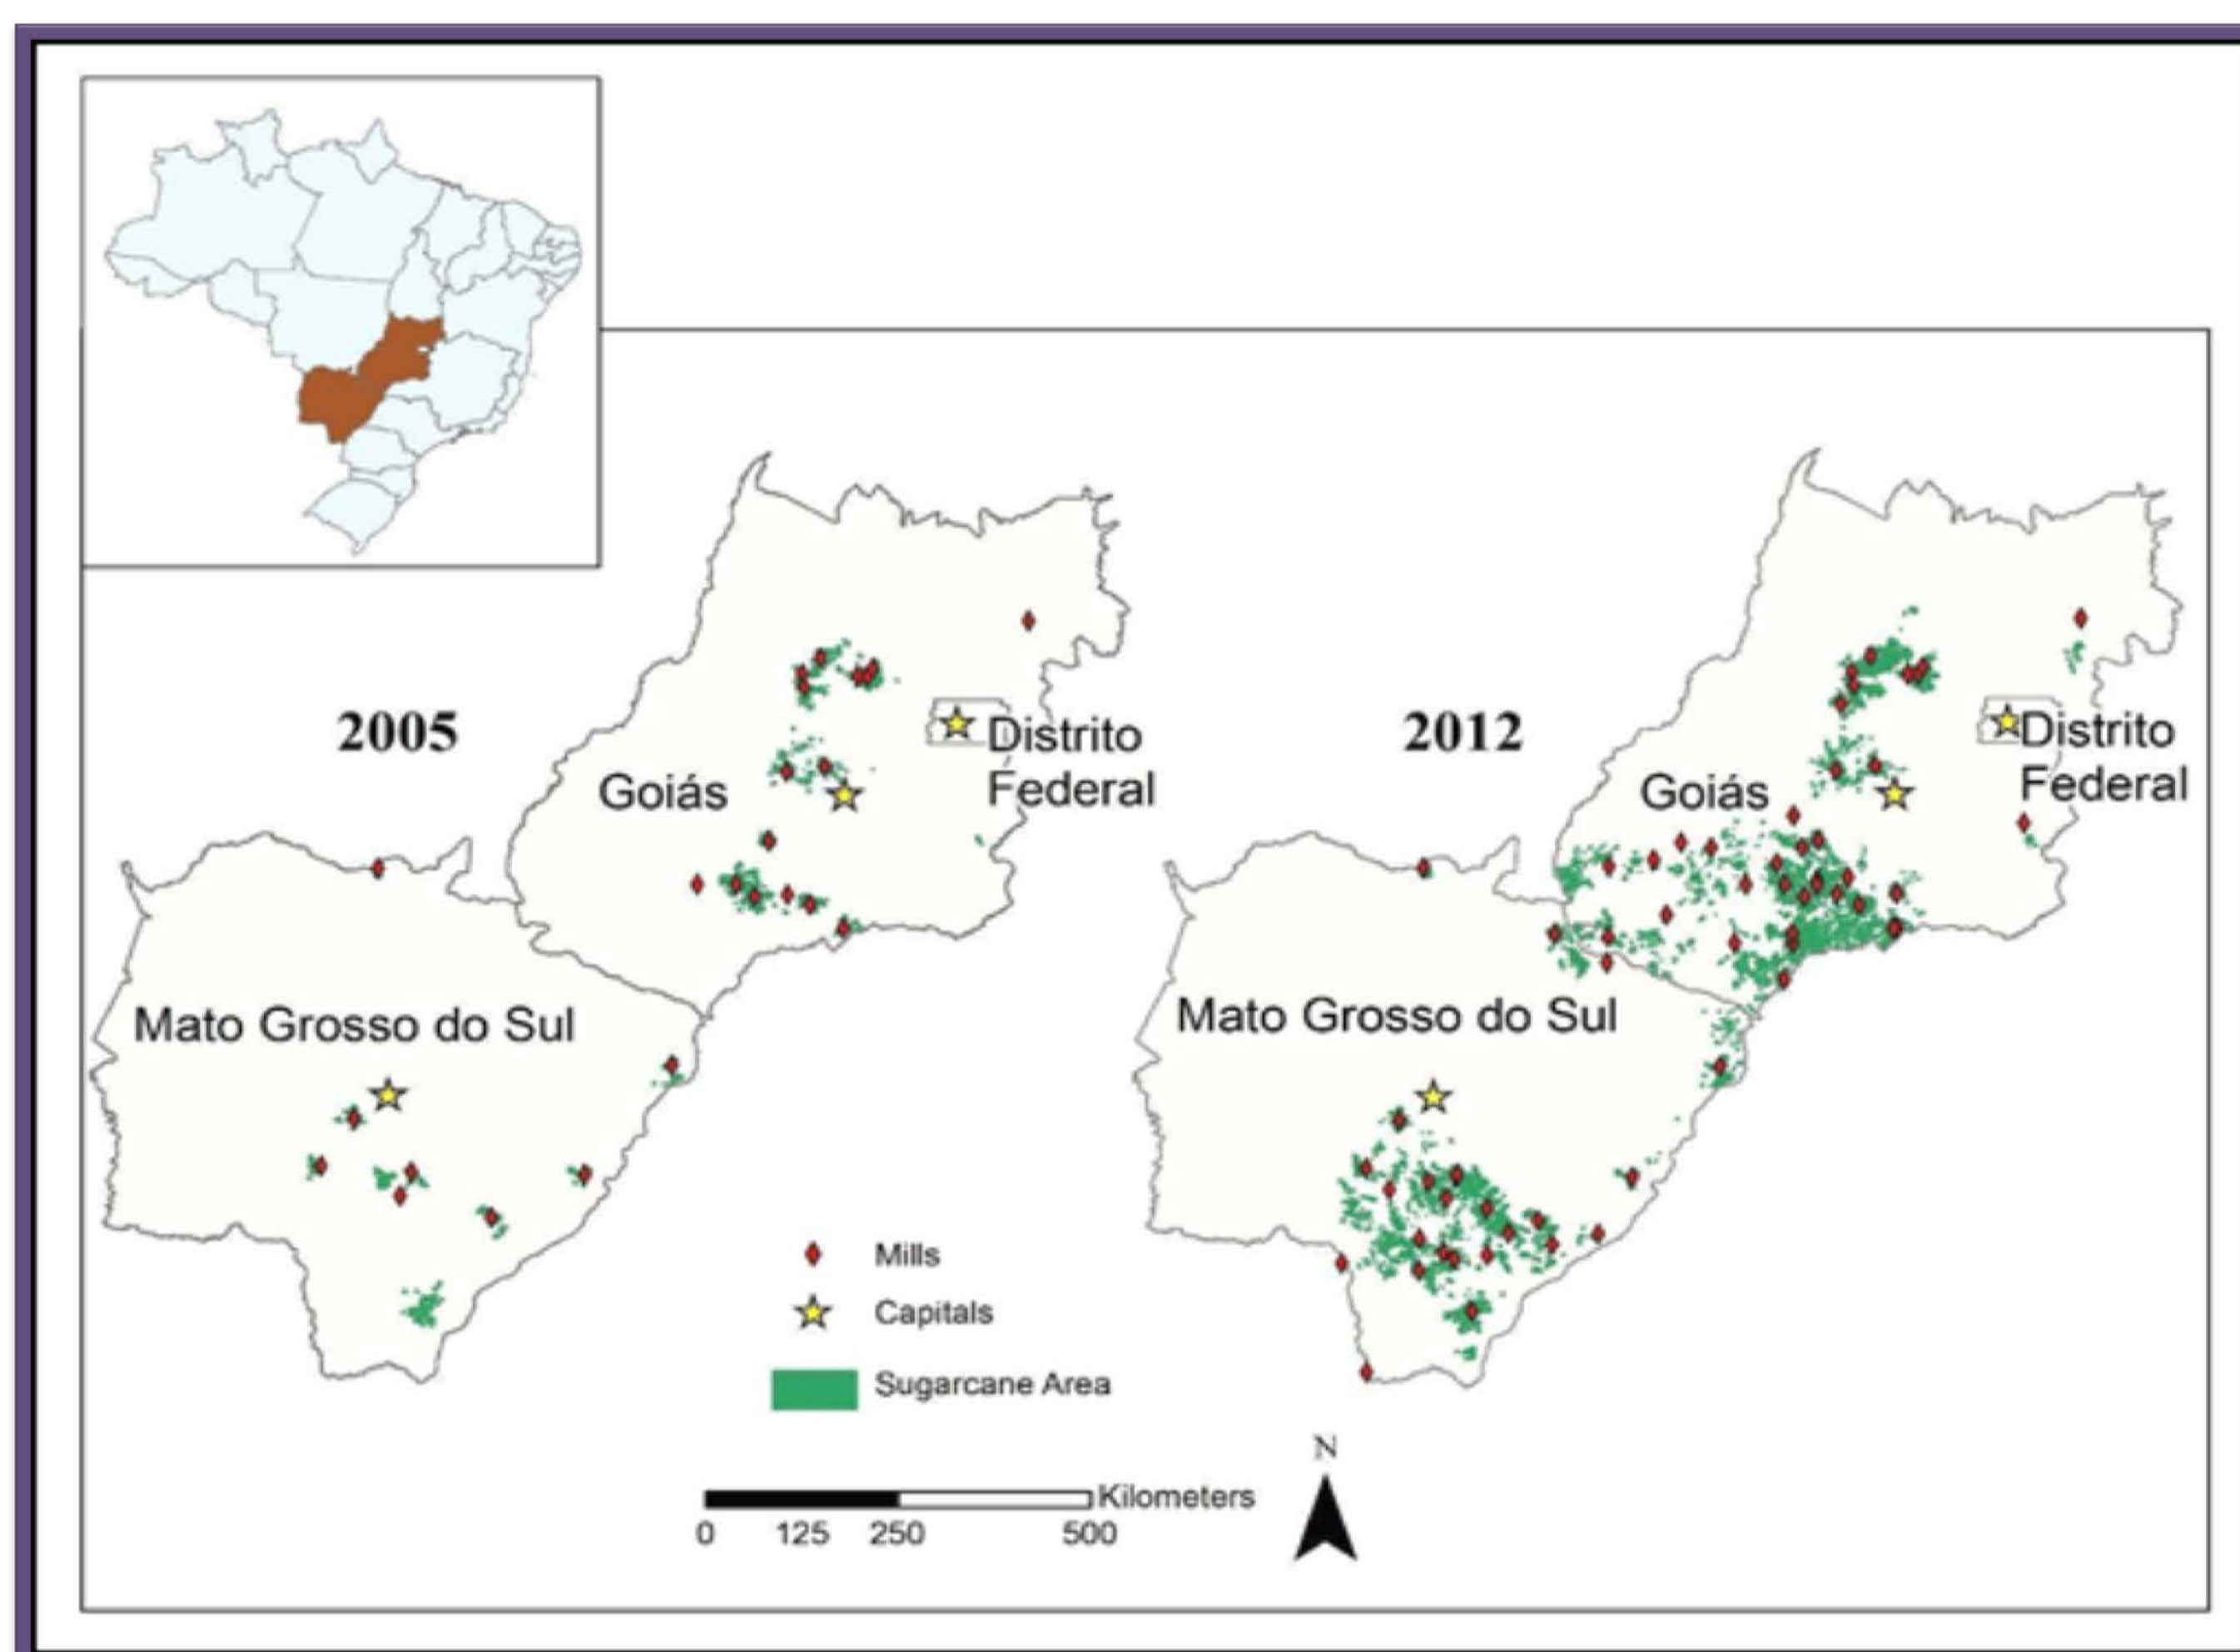 2005
Goiás
Distrito
Federal
Mato Grosso do Sul
2012
Goiás
Distrito
Federal
Mato Grosso do Sul
Mills
Capitals
Sugarcane Area
Kilometers
0 125 250 500
N